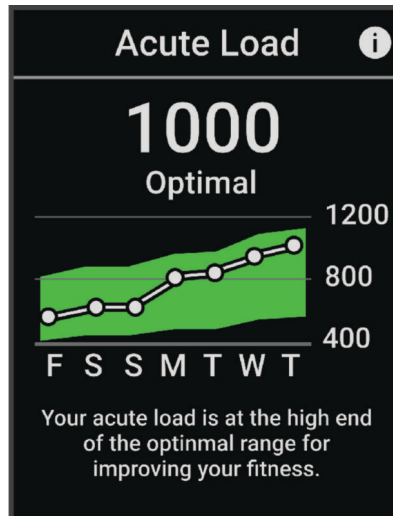 Acute Load i
1000
Optimal
1200
800
400
F S S M T W T
Your acute load is at the high end
of the optinmal range for
improving your fitness.